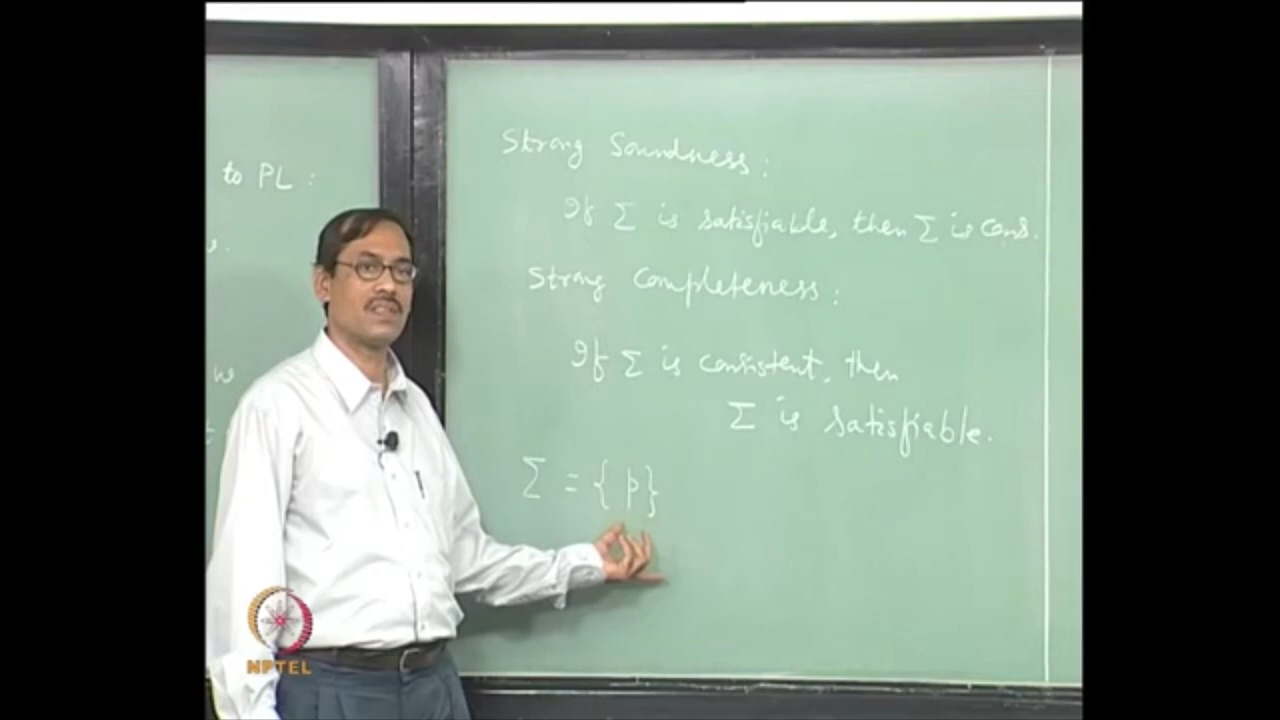 to PL :
Strong Soundness :
If Σ is satisfiable, then Σ is cons.
Strong Completeness :
If Σ is consistent, then
Σ is satisfiable.
Σ = { p }
w
NPTEL